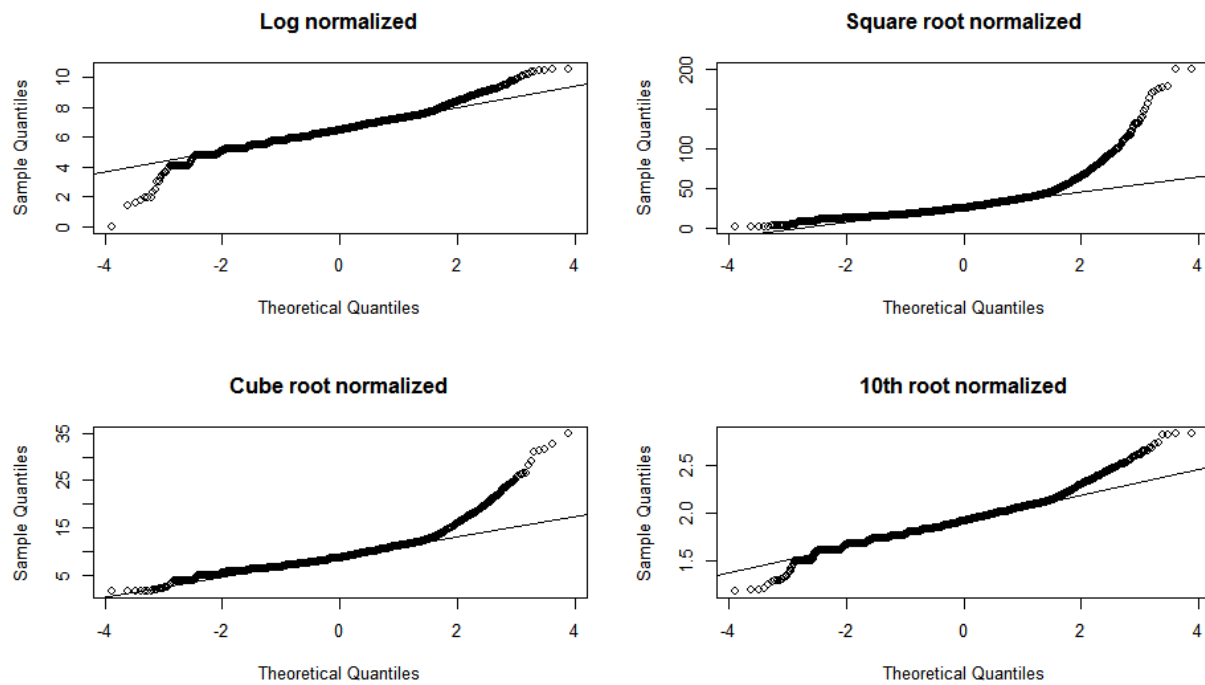 Log normalized
Sample Quantiles
0 2 4 6 8 10
-4 -2 0 2 4
Theoretical Quantiles
Square root normalized
Sample Quantiles
0 50 100 200
-4 -2 0 2 4
Theoretical Quantiles
Cube root normalized
Sample Quantiles
5 15 25 35
-4 -2 0 2 4
Theoretical Quantiles
10th root normalized
Sample Quantiles
1.5 2.0 2.5
-4 -2 0 2 4
Theoretical Quantiles